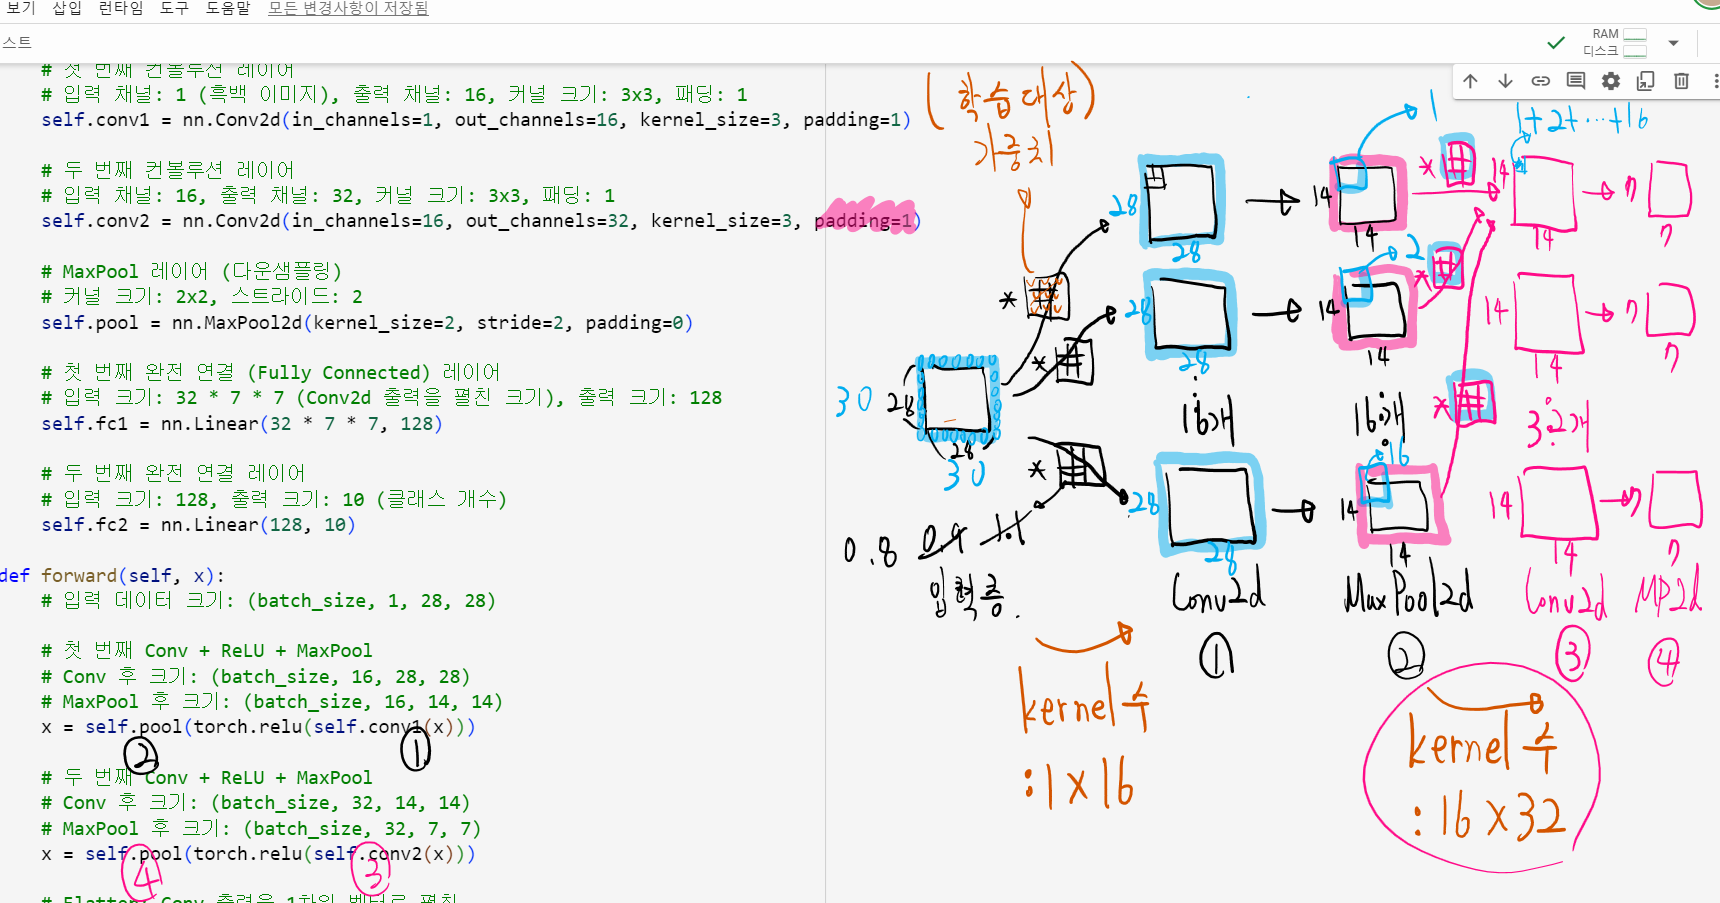 보기 삽입 런타임 도구 도움말 모든 변경사항이 저장됨
스트
RAM
디스크
# 첫 번째 컨볼루션 레이어
# 입력 채널: 1 (흑백 이미지), 출력 채널: 16, 커널 크기: 3x3, 패딩: 1
self.conv1 = nn.Conv2d(in_channels=1, out_channels=16, kernel_size=3, padding=1)
# 두 번째 컨볼루션 레이어
# 입력 채널: 16, 출력 채널: 32, 커널 크기: 3x3, 패딩: 1
self.conv2 = nn.Conv2d(in_channels=16, out_channels=32, kernel_size=3, padding=1)
# MaxPool 레이어 (다운샘플링)
# 커널 크기: 2x2, 스트라이드: 2
self.pool = nn.MaxPool2d(kernel_size=2, stride=2, padding=0)
# 첫 번째 완전 연결 (Fully Connected) 레이어
# 입력 크기: 32 * 7 * 7 (Conv2d 출력을 펼친 크기), 출력 크기: 128
self.fc1 = nn.Linear(32 * 7 * 7, 128)
# 두 번째 완전 연결 레이어
# 입력 크기: 128, 출력 크기: 10 (클래스 개수)
self.fc2 = nn.Linear(128, 10)
def forward(self, x):
# 입력 데이터 크기: (batch_size, 1, 28, 28)
# 첫 번째 Conv + ReLU + MaxPool
# Conv 후 크기: (batch_size, 16, 28, 28)
# MaxPool 후 크기: (batch_size, 16, 14, 14)
x = self.pool(torch.relu(self.conv1(x)))
② ①
# 두 번째 Conv + ReLU + MaxPool
# Conv 후 크기: (batch_size, 32, 14, 14)
# MaxPool 후 크기: (batch_size, 32, 7, 7)
x = self.pool(torch.relu(self.conv2(x)))
④ ③
# Flatten: Conv 출력을 1차원 벡터로 펼침
(학습대상)
가중치
1
1+2+…+16
28 14 * 14 7
28 14 14 7
* 28 14 2 * 14 7
* 28 14 14 7
30 28
28
30
16개 16개 * 32개
* 28 14 16 14 7
28 14 14 7
0.8 0.9 1.1
입력층.
Conv2d MaxPool2d Conv2d MP2d
① ② ③ ④
kernel 수
: 1 x 16
kernel 수
: 16 x 32